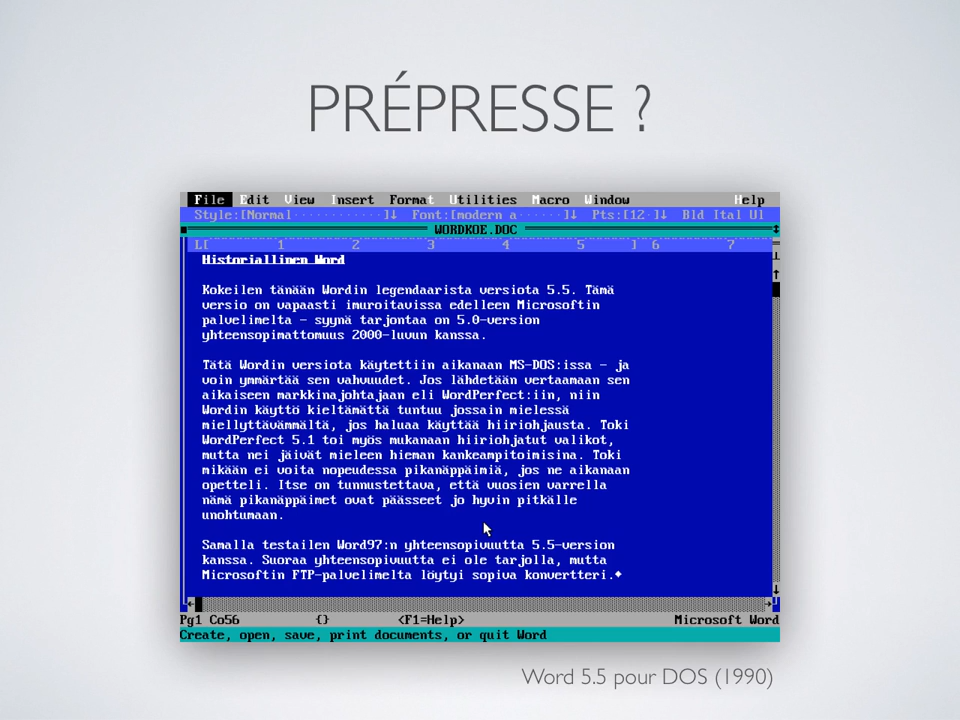 PRÉPRESSE ?
File Edit View Insert Format Utilities Macro Window Help
Style:[Normal·············]↓ Font:[modern a······]↓ Pts:[12·]↓ Bld Ital Ul
WORDKOE.DOC
L[ 1 2 3 4 5 ] 6 7
Historiallinen Word
Kokeilen tänään Wordin legendaarista versiota 5.5. Tämä
versio on vapaasti imuroitavissa edelleen Microsoftin
palvelimelta - syynä tarjontaa on 5.0-version
yhteensopimattomuus 2000-luvun kanssa.
Tätä Wordin versiota käytettiin aikanaan MS-DOS:issa - ja
voin ymmärtää sen vahvuudet. Jos lähdetään vertaamaan sen
aikaiseen markkinajohtajaan eli WordPerfect:iin, niin
Wordin käyttö kieltämättä tuntuu jossain mielessä
miellyttävämmältä, jos haluaa käyttää hiiriohjausta. Toki
WordPerfect 5.1 toi myös mukanaan hiiriohjatut valikot,
mutta nei jäivät mieleen hieman kankeampitoimisina. Toki
mikään ei voita nopeudessa pikanäppäimiä, jos ne aikanaan
opetteli. Itse on tunnustettava, että vuosien varrella
nämä pikanäppäimet ovat päässeet jo hyvin pitkälle
unohtumaan.
Samalla testailen Word97:n yhteensopivuutta 5.5-version
kanssa. Suoraa yhteensopivuutta ei ole tarjolla, mutta
Microsoftin FTP-palvelimelta löytyi sopiva konvertteri.♦
Pg1 Co56 {} <F1=Help> Microsoft Word
Create, open, save, print documents, or quit Word
Word 5.5 pour DOS (1990)